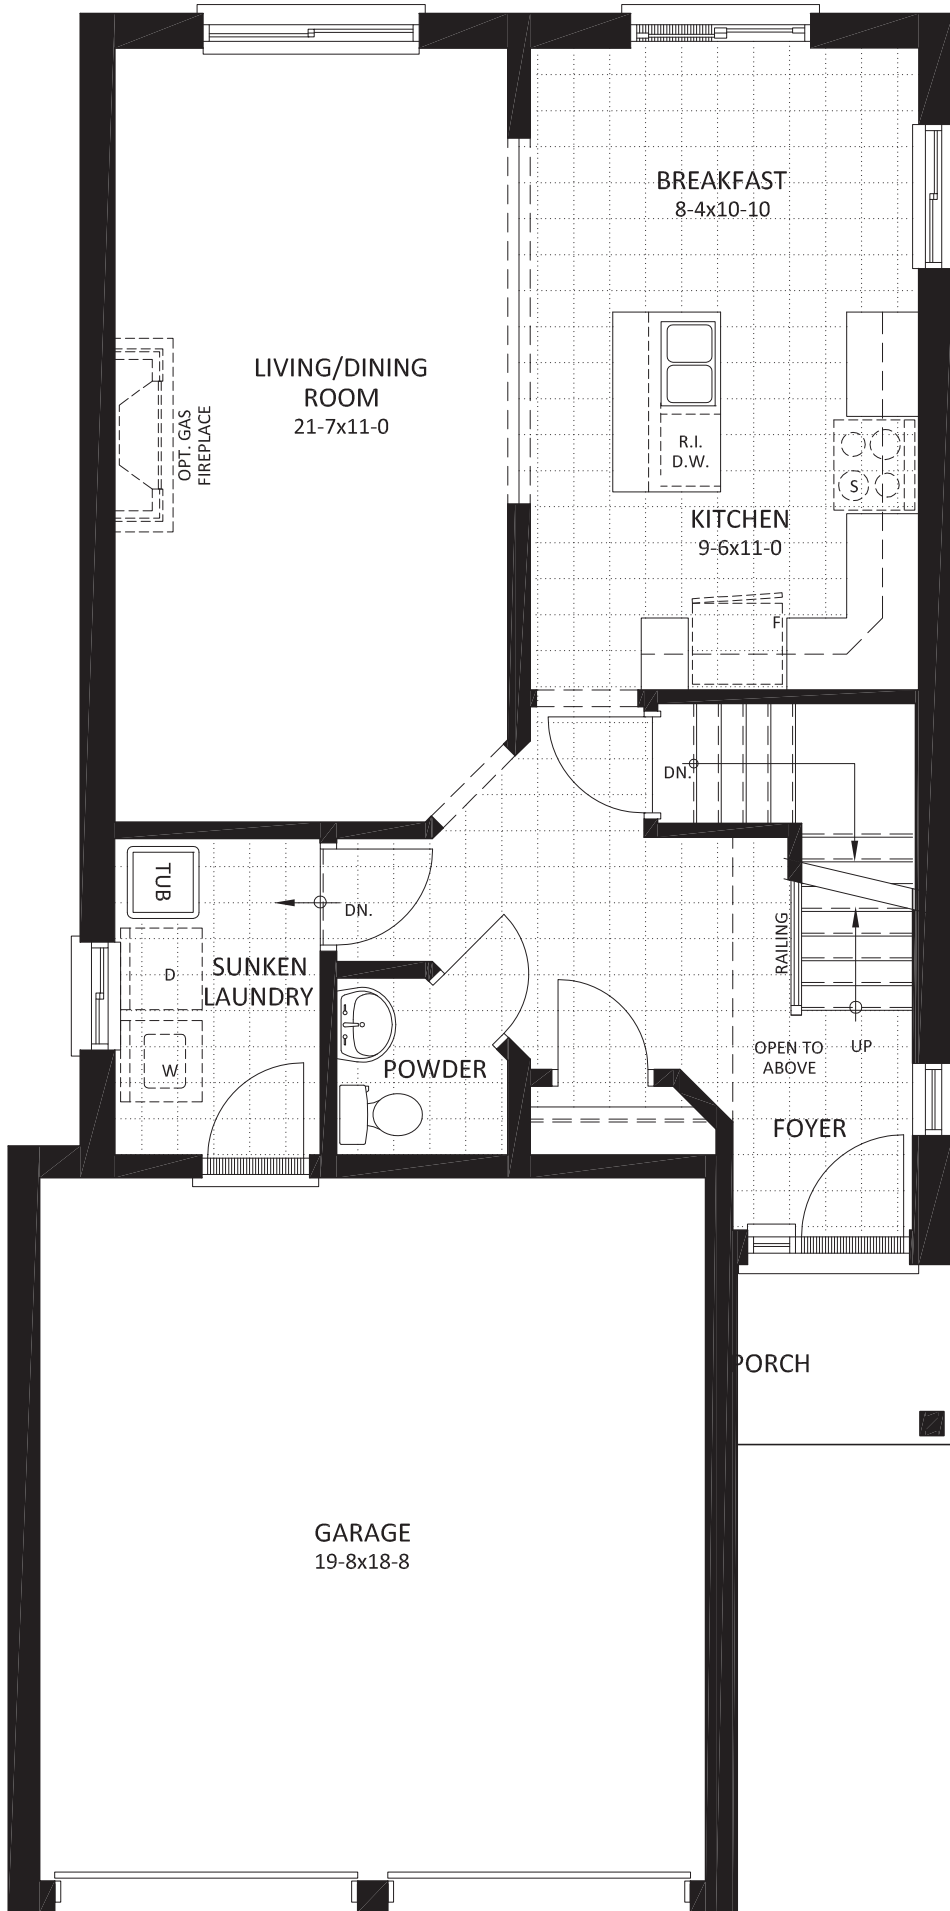 BREAKFAST
8-4x10-10
LIVING/DINING
ROOM
21-7x11-0
OPT. GAS
FIREPLACE
R.I.
D.W.
S
KITCHEN
9-6x11-0
F
DN.
TUB
DN.
D
SUNKEN
LAUNDRY
W
POWDER
RAILING
OPEN TO
ABOVE
UP
FOYER
PORCH
GARAGE
19-8x18-8